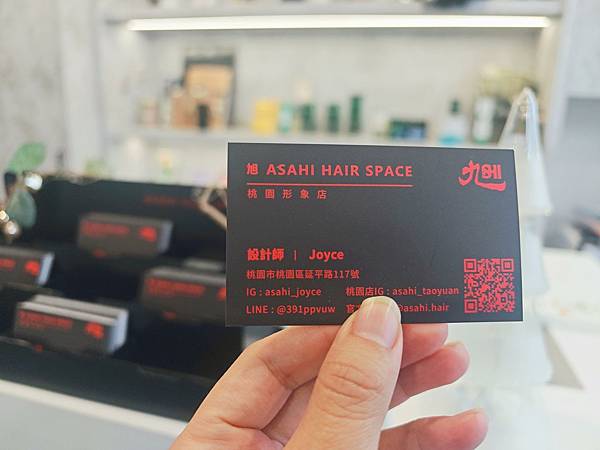 旭 ASAHI HAIR SPACE
桃園形象店
設計師 | Joyce
桃園市桃園區延平路117號
IG : asahi_joyce 桃園店IG : asahi_taoyuan
LINE : @391ppvuw 官 @asahi.hair